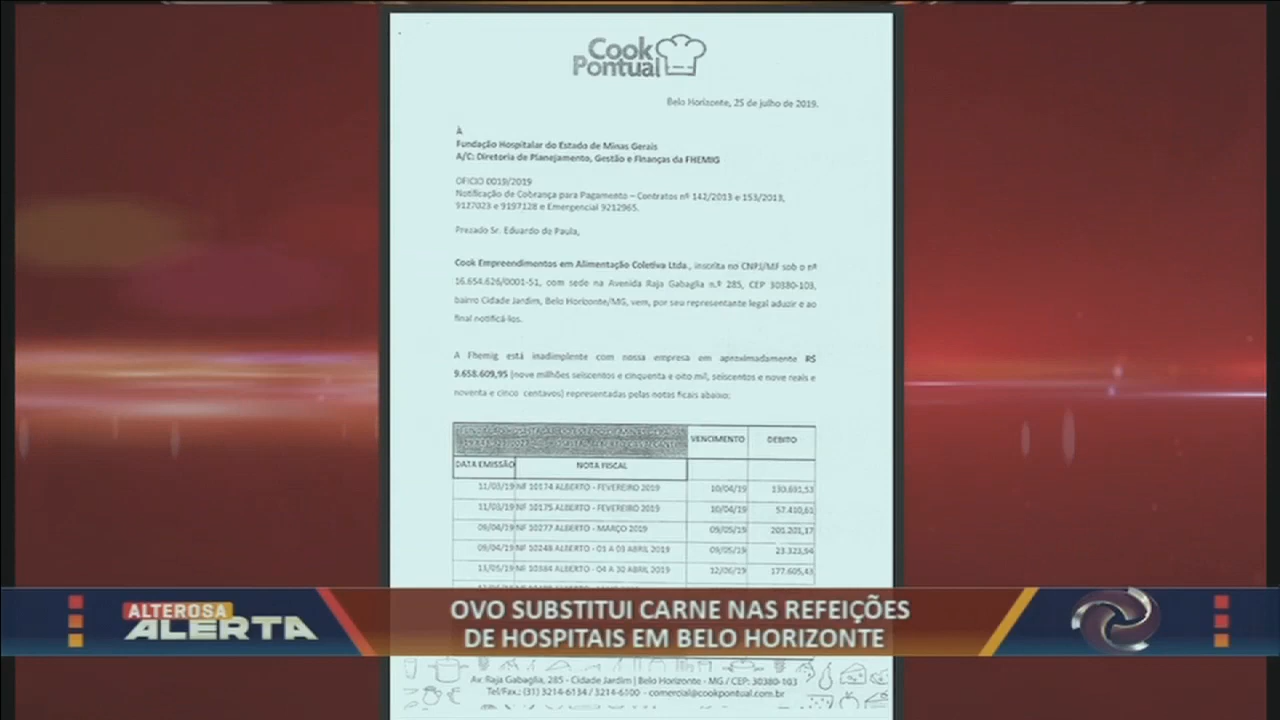 Cook
Pontual
Belo Horizonte, 25 de julho de 2019.
À
Fundação Hospitalar do Estado de Minas Gerais
A/C: Diretoria de Planejamento, Gestão e Finanças da FHEMIG
OFICIO 0019/2019
Notificação de Cobrança para Pagamento – Contratos nº 142/2013 e 153/2013,
9127023 e 9197128 e Emergencial 9212965.
Prezado Sr. Eduardo de Paula,
Cook Empreendimentos em Alimentação Coletiva Ltda., inscrita no CNPJ/MF sob o nº
16.654.626/0001-51, com sede na Avenida Raja Gabaglia n.º 285, CEP 30380-103,
bairro Cidade Jardim, Belo Horizonte/MG, vem, por seu representante legal aduzir e ao
final notificá-los.
A Fhemig está inadimplente com nossa empresa em aproximadamente R$
9.658.609,95 (nove milhões seiscentos e cinquenta e oito mil, seiscentos e nove reais e
noventa e cinco centavos) representadas pelas notas ficais abaixo:
VENCIMENTO DEBITO
DATA EMISSÃO NOTA FISCAL
11/03/19 NF 10174 ALBERTO - FEVEREIRO 2019 10/04/19 130.691,53
11/03/19 NF 10175 ALBERTO - FEVEREIRO 2019 10/04/19 57.410,61
09/04/19 NF 10277 ALBERTO - MARÇO 2019 09/05/19 201.201,17
09/04/19 NF 10248 ALBERTO - 01 A 03 ABRIL 2019 09/05/19 23.323,94
13/05/19 NF 10384 ALBERTO - 04 A 30 ABRIL 2019 12/06/19 177.605,43
ALTEROSA
ALERTA
OVO SUBSTITUI CARNE NAS REFEIÇÕES
DE HOSPITAIS EM BELO HORIZONTE
Av. Raja Gabaglia, 285 - Cidade Jardim | Belo Horizonte - MG / CEP: 30380-103
Tel/Fax.: (31) 3214-6134 / 3214-6100 - comercial@cookpontual.com.br